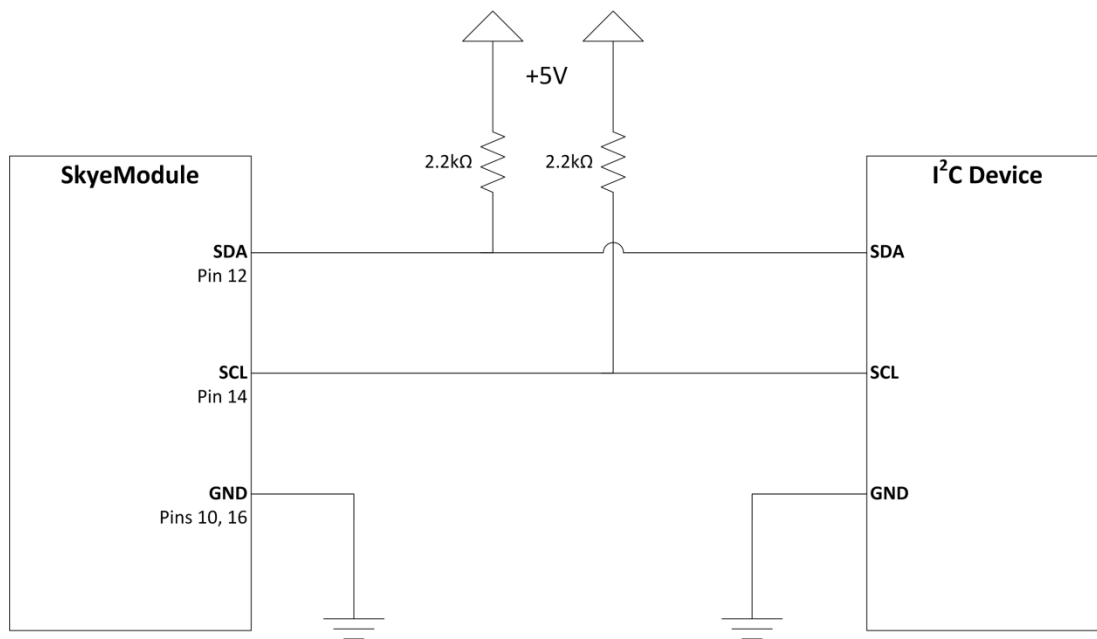 +5V
2.2kΩ
2.2kΩ
SkyeModule
SDA
Pin 12
SCL
Pin 14
GND
Pins 10, 16
I²C Device
SDA
SCL
GND